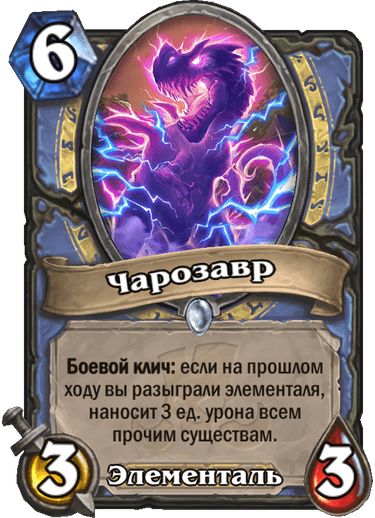 6
Чарозавр
Боевой клич: если на прошлом
ходу вы разыграли элементаля,
наносит 3 ед. урона всем
прочим существам.
3
Элементаль
3